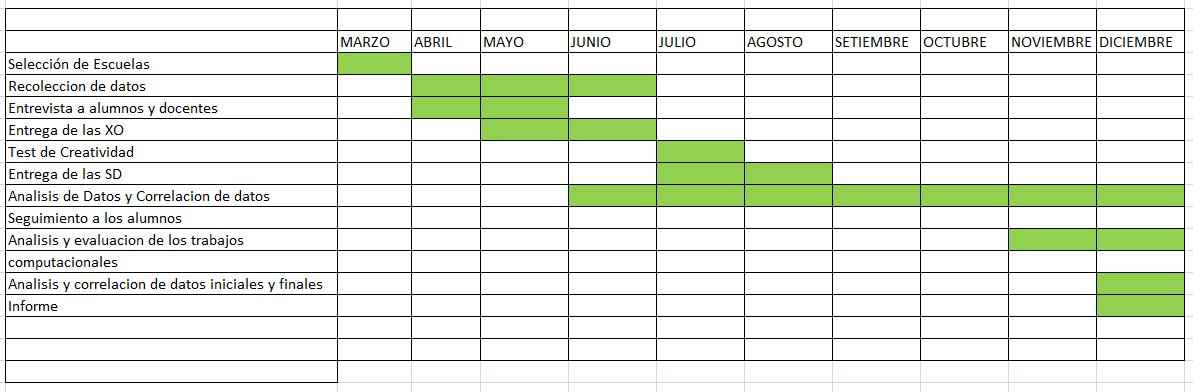 MARZO ABRIL MAYO JUNIO JULIO AGOSTO SETIEMBRE OCTUBRE NOVIEMBRE DICIEMBRE
Selección de Escuelas
Recoleccion de datos
Entrevista a alumnos y docentes
Entrega de las XO
Test de Creatividad
Entrega de las SD
Analisis de Datos y Correlacion de datos
Seguimiento a los alumnos
Analisis y evaluacion de los trabajos
computacionales
Analisis y correlacion de datos iniciales y finales
Informe